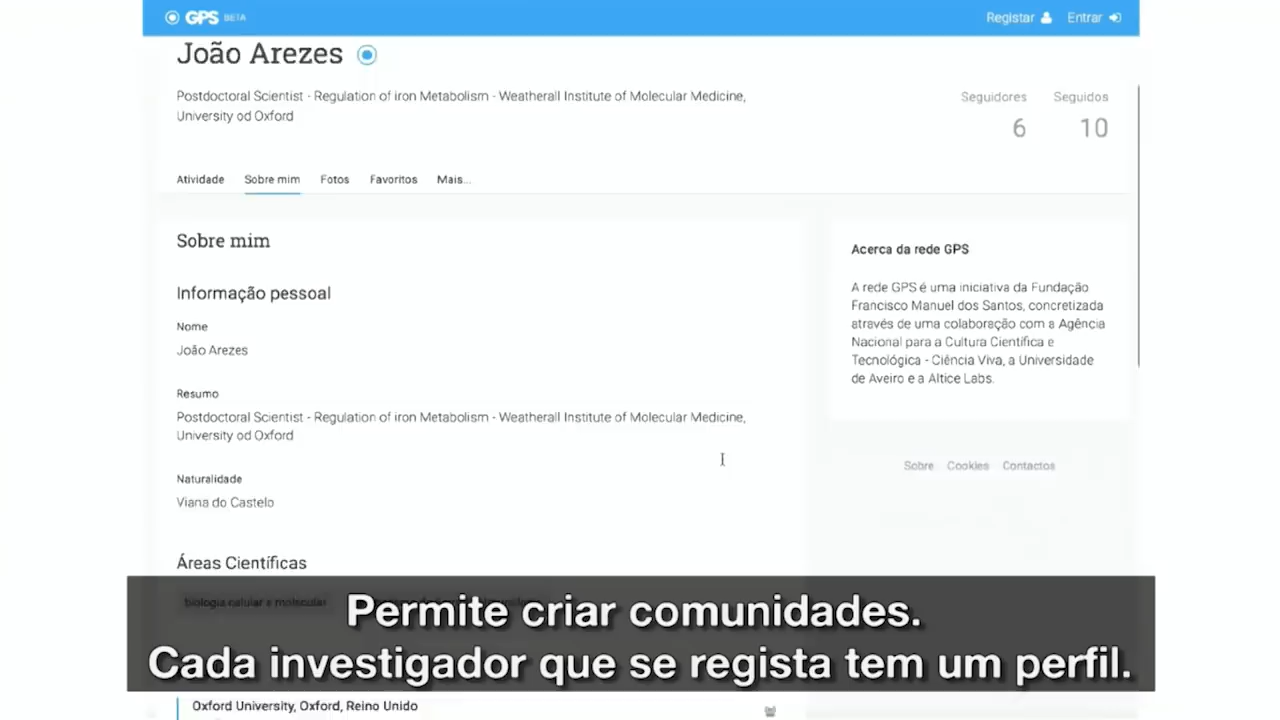 GPS BETA
Registar
Entrar
João Arezes
Postdoctoral Scientist - Regulation of iron Metabolism - Weatherall Institute of Molecular Medicine,
University od Oxford
Seguidores
Seguidos
6
10
Atividade
Sobre mim
Fotos
Favoritos
Mais...
Sobre mim
Informação pessoal
Nome
João Arezes
Resumo
Postdoctoral Scientist - Regulation of iron Metabolism - Weatherall Institute of Molecular Medicine,
University od Oxford
Naturalidade
Viana do Castelo
Áreas Científicas
biologia celular e molecular
Acerca da rede GPS
A rede GPS é uma iniciativa da Fundação
Francisco Manuel dos Santos, concretizada
através de uma colaboração com a Agência
Nacional para a Cultura Científica e
Tecnológica - Ciência Viva, a Universidade
de Aveiro e a Altice Labs.
Sobre
Cookies
Contactos
Permite criar comunidades.
Cada investigador que se regista tem um perfil.
Oxford University, Oxford, Reino Unido